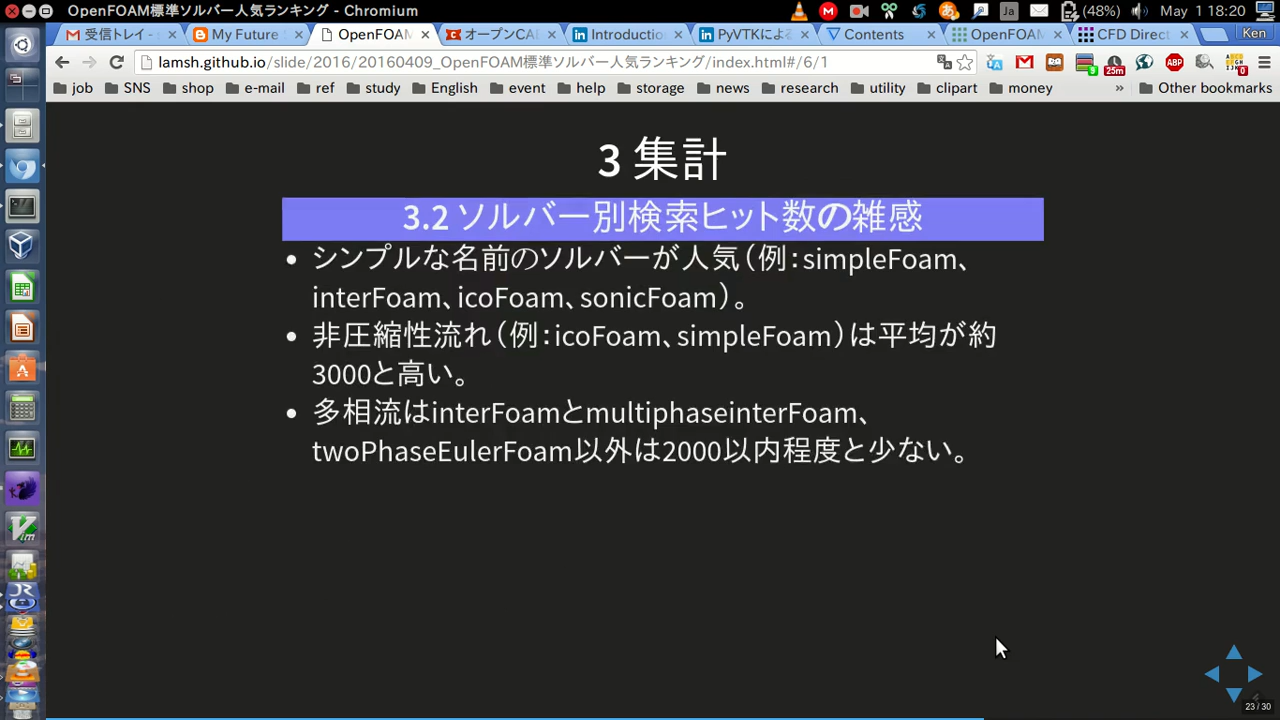 OpenFOAM標準ソルバー人気ランキング - Chromium
Ja
(48%)
May 1 18:20
受信トレイ -
My Future
OpenFOAM
オープンCA
Introduction
PyVTKによる
Contents
OpenFOAM
CFD Direct
Ken
lamsh.github.io/slide/2016/20160409_OpenFOAM標準ソルバー人気ランキング/index.html#/6/1
job
SNS
shop
e-mail
ref
study
English
event
help
storage
news
research
utility
clipart
money
»
Other bookmarks
3 集計
3.2 ソルバー別検索ヒット数の雑感
• シンプルな名前のソルバーが人気（例：simpleFoam、
interFoam、icoFoam、sonicFoam）。
• 非圧縮性流れ（例：icoFoam、simpleFoam）は平均が約
3000と高い。
• 多相流はinterFoamとmultiphaseinterFoam、
twoPhaseEulerFoam以外は2000以内程度と少ない。
23 / 30